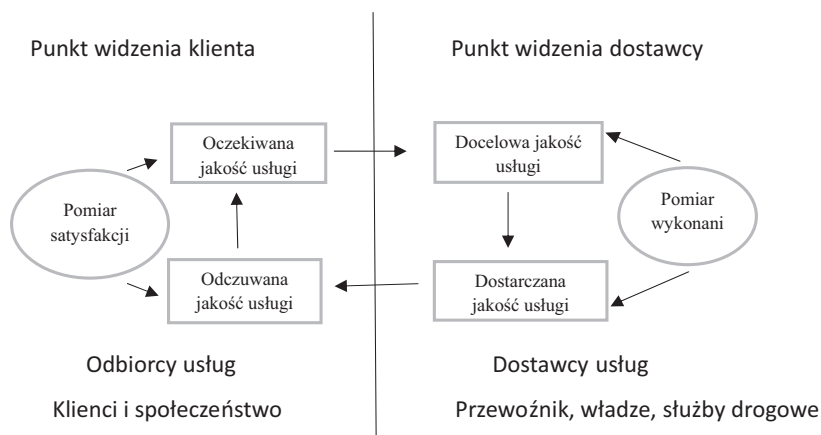 Punkt widzenia klienta
Punkt widzenia dostawcy
Oczekiwana
jakość usługi
Docelowa jakość
usługi
Pomiar
satysfakcji
Pomiar
wykonani
Odczuwana
jakość usługi
Dostarczana
jakość usługi
Odbiorcy usług
Dostawcy usług
Klienci i społeczeństwo
Przewoźnik, władze, służby drogowe